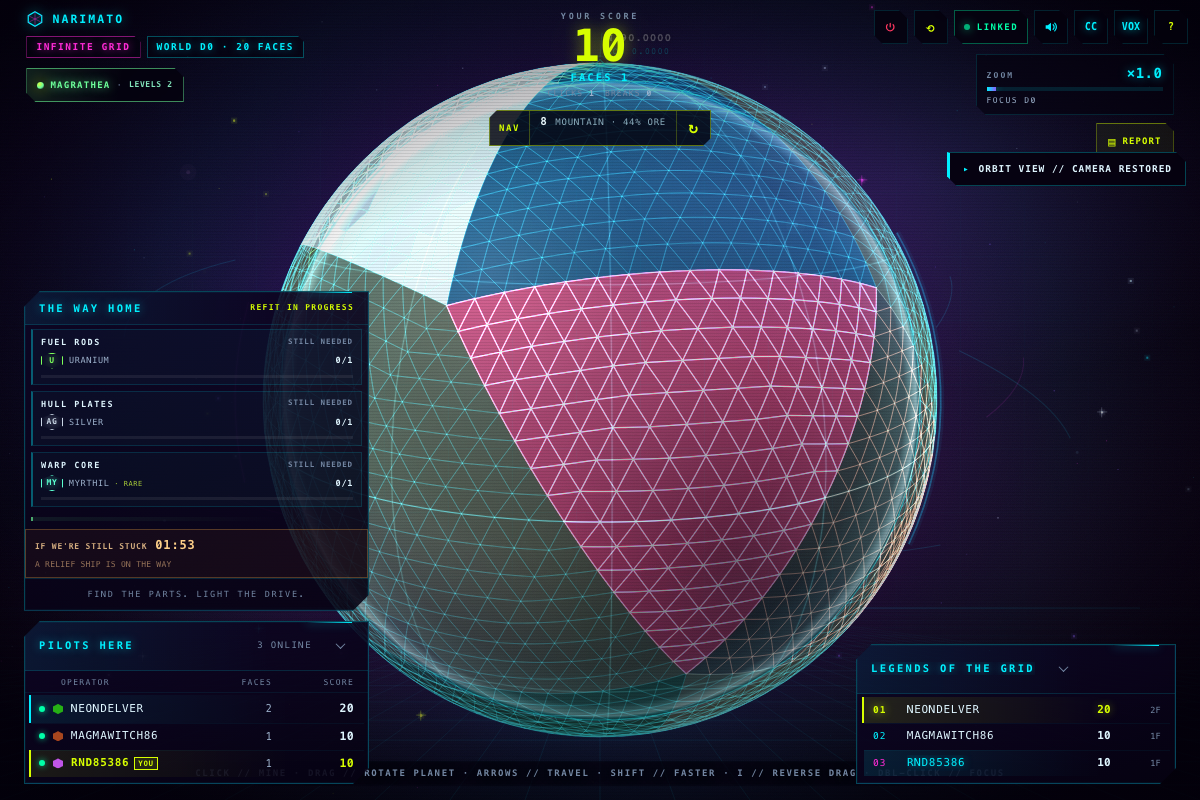 NARIMATO
INFINITE GRID
WORLD D0 · 20 FACES
MAGRATHEA · LEVELS 2
YOUR SCORE
10
FACES 1
NAV
8 MOUNTAIN · 44% ORE
↻
LINKED
CC
VOX
?
ZOOM ×1.0
FOCUS D0
REPORT
▸ ORBIT VIEW // CAMERA RESTORED
THE WAY HOME
REFIT IN PROGRESS
FUEL RODS STILL NEEDED
U URANIUM 0/1
HULL PLATES STILL NEEDED
AG SILVER 0/1
WARP CORE STILL NEEDED
MY MYRTHIL · RARE 0/1
IF WE'RE STILL STUCK 01:53
A RELIEF SHIP IS ON THE WAY
FIND THE PARTS. LIGHT THE DRIVE.
PILOTS HERE 3 ONLINE
OPERATOR FACES SCORE
NEONDELVER 2 20
MAGMAWITCH86 1 10
RND85386 YOU 1 10
LEGENDS OF THE GRID
01 NEONDELVER 20 2F
02 MAGMAWITCH86 10 1F
03 RND85386 10 1F
CLICK // MINE · DRAG // ROTATE PLANET · ARROWS // TRAVEL · SHIFT // FASTER · I // REVERSE DRAG · DBL-CLICK // FOCUS